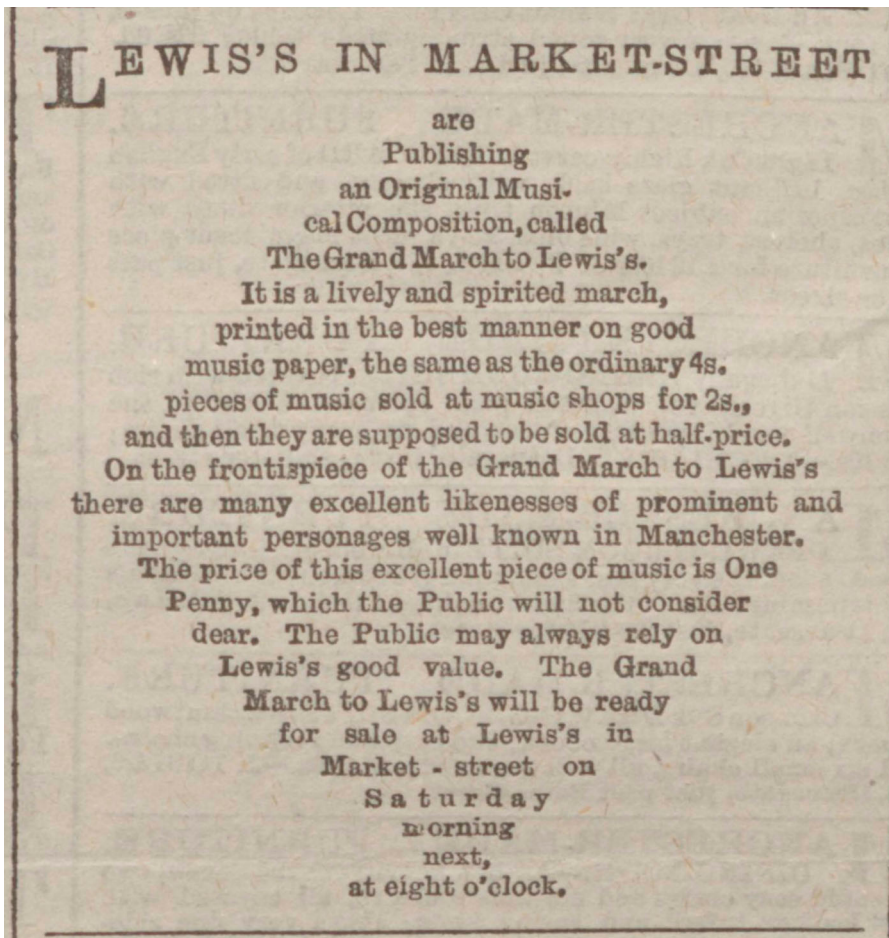 LEWIS'S IN MARKET-STREET
are
Publishing
an Original Musi-
cal Composition, called
The Grand March to Lewis's.
It is a lively and spirited march,
printed in the best manner on good
music paper, the same as the ordinary 4s.
pieces of music sold at music shops for 2s.,
and then they are supposed to be sold at half-price.
On the frontispiece of the Grand March to Lewis's
there are many excellent likenesses of prominent and
important personages well known in Manchester.
The price of this excellent piece of music is One
Penny, which the Public will not consider
dear. The Public may always rely on
Lewis's good value. The Grand
March to Lewis's will be ready
for sale at Lewis's in
Market - street on
Saturday
morning
next,
at eight o'clock.